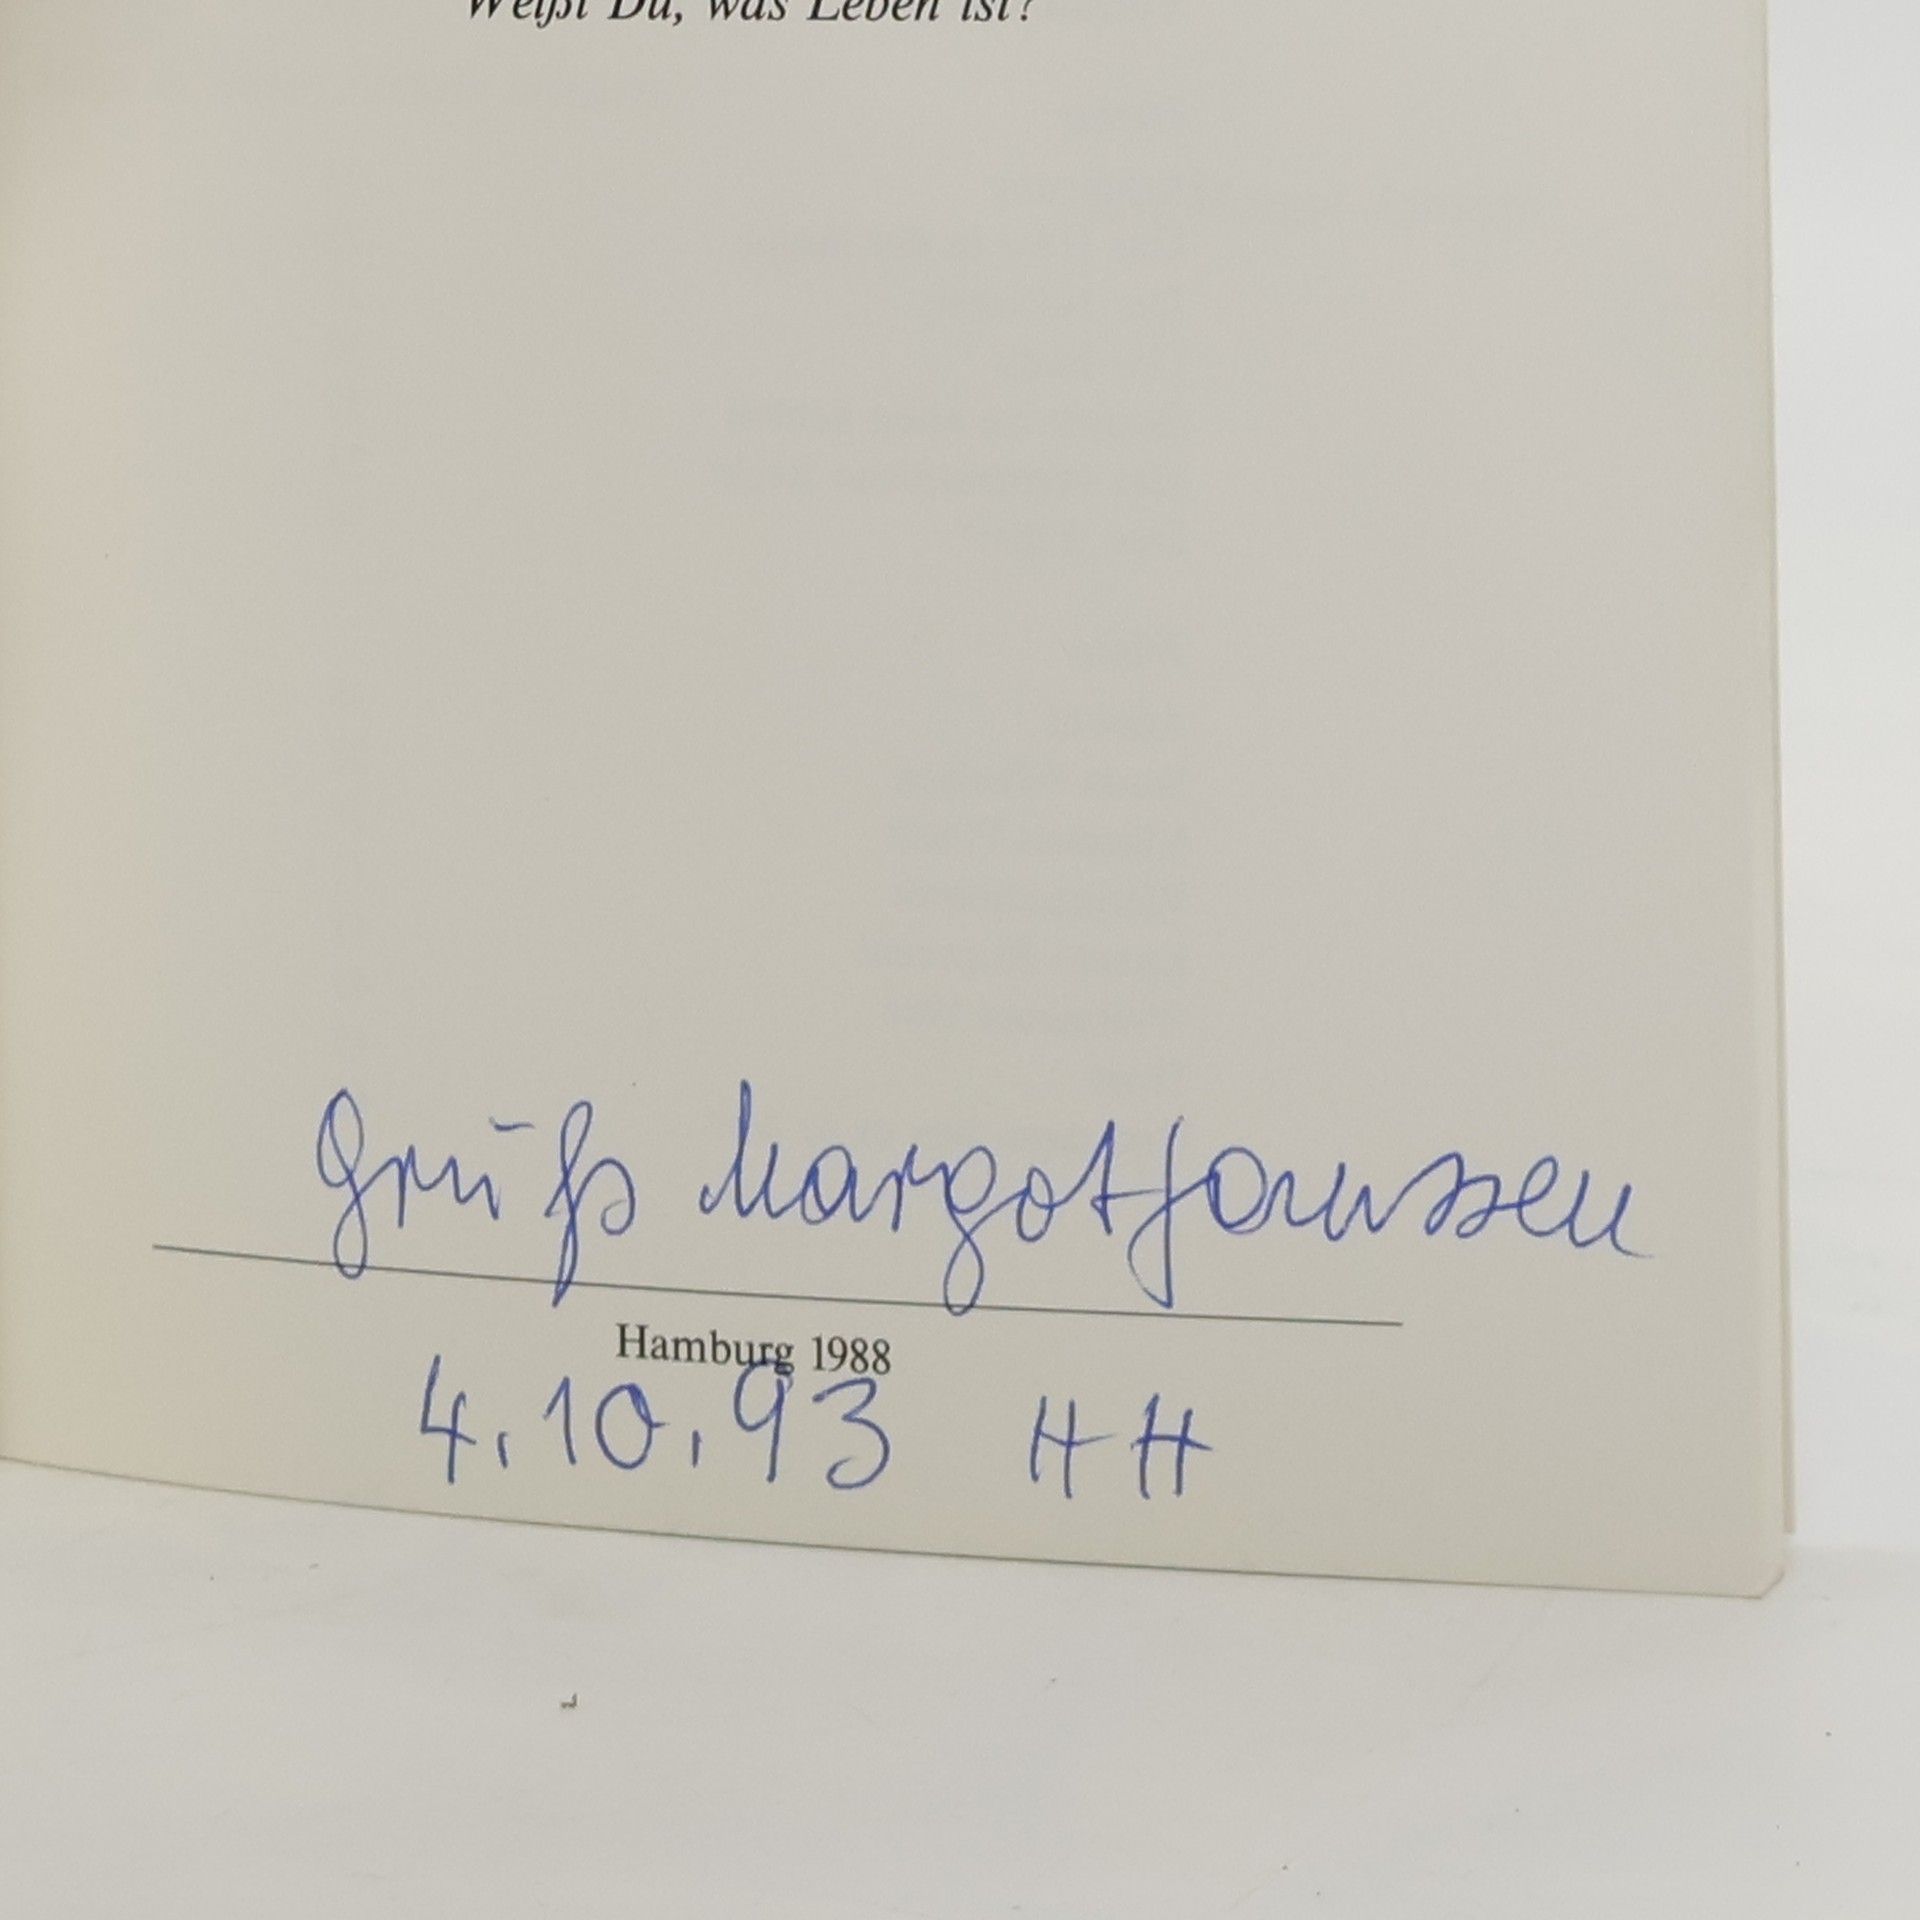 Weißt Du, was Leben ist?
Gruß Margot Janssen
Hamburg 1988
4.10.93 HH